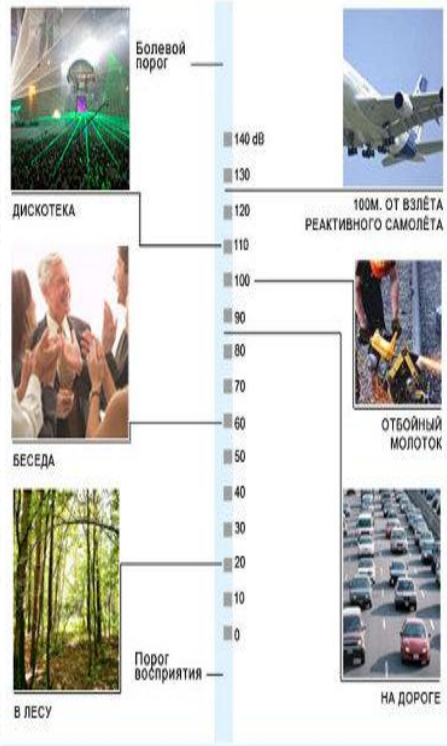 Болевой
порог
140 dB
130
120
110
100
90
80
70
60
50
40
30
20
10
0
Порог
восприятия
ДИСКОТЕКА
БЕСЕДА
В ЛЕСУ
100М. ОТ ВЗЛЁТА
РЕАКТИВНОГО САМОЛЁТА
ОТБОЙНЫЙ
МОЛОТОК
НА ДОРОГЕ